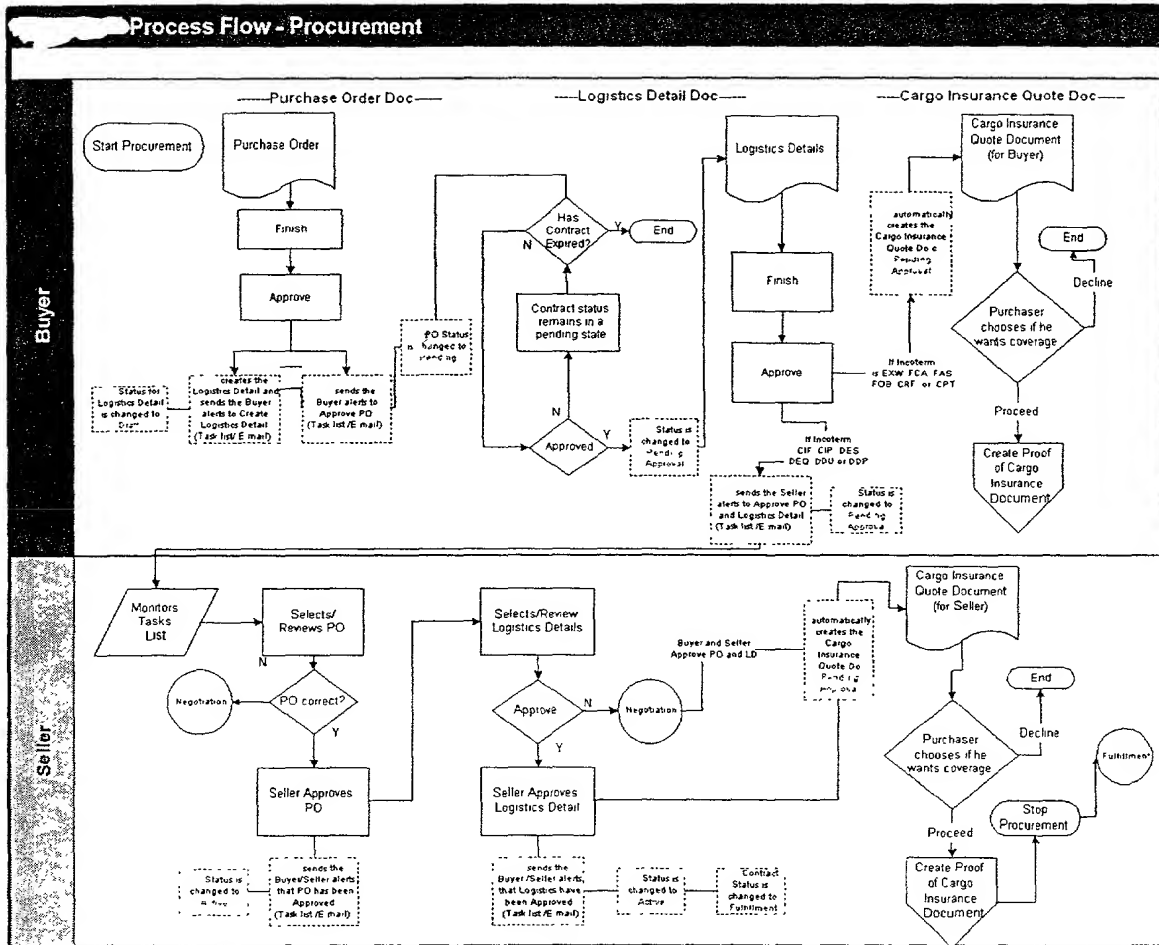 Process Flow - Procurement
Buyer
Purchase Order Doc
Logistics Detail Doc
Cargo Insurance Quote Doc
Start Procurement
Purchase Order
Finish
Approve
Status for
Logistics Detail
is changed to
Draft
creates the
Logistics Detail and
sends the Buyer
alerts to Create
Logistics Detail
(Task list/ E mail)
sends the
Buyer alerts to
Approve PO
(Task list /E mail)
PO Status
is changed to
Pending
Has
Contract
Expired?
Y
N
End
Contract status
remains in a
pending state
N
Approved
Y
Status is
changed to
Pending
Approval
Logistics Details
Finish
Approve
If Incoterm
is EXW FCA FAS
FOB CRF or CPT
If Incoterm
CIF CIP DES
DEQ DDU or DDP
sends the Seller
alerts to Approve PO
and Logistics Detail
(Task list /E mail)
Status is
changed to
Pending
Approval
automatically
creates the
Cargo Insurance
Quote Doc
Pending
Approval
Cargo Insurance
Quote Document
(for Buyer)
End
Decline
Purchaser
chooses if he
wants coverage
Proceed
Create Proof
of Cargo
Insurance
Document
Seller
Monitors
Tasks
List
Selects/
Reviews PO
N
Negotiation
PO correct?
Y
Seller Approves
PO
Status is
changed to
Active
sends the
Buyer/Seller alerts
that PO has been
Approved
(Task list /E mail)
Selects/Review
Logistics Details
Approve
N
Negotiation
Y
Seller Approves
Logistics Detail
sends the
Buyer/Seller alerts
that Logistics have
been Approved
(Task list /E mail)
Status is
changed to
Active
Contract
Status is
changed to
Fulfillment
Buyer and Seller
Approve PO and LD
automatically
creates the
Cargo
Insurance
Quote Do
Pending
Approval
Cargo Insurance
Quote Document
(for Seller)
End
Decline
Purchaser
chooses if he
wants coverage
Proceed
Create Proof
of Cargo
Insurance
Document
Stop
Procurement
Fulfillment